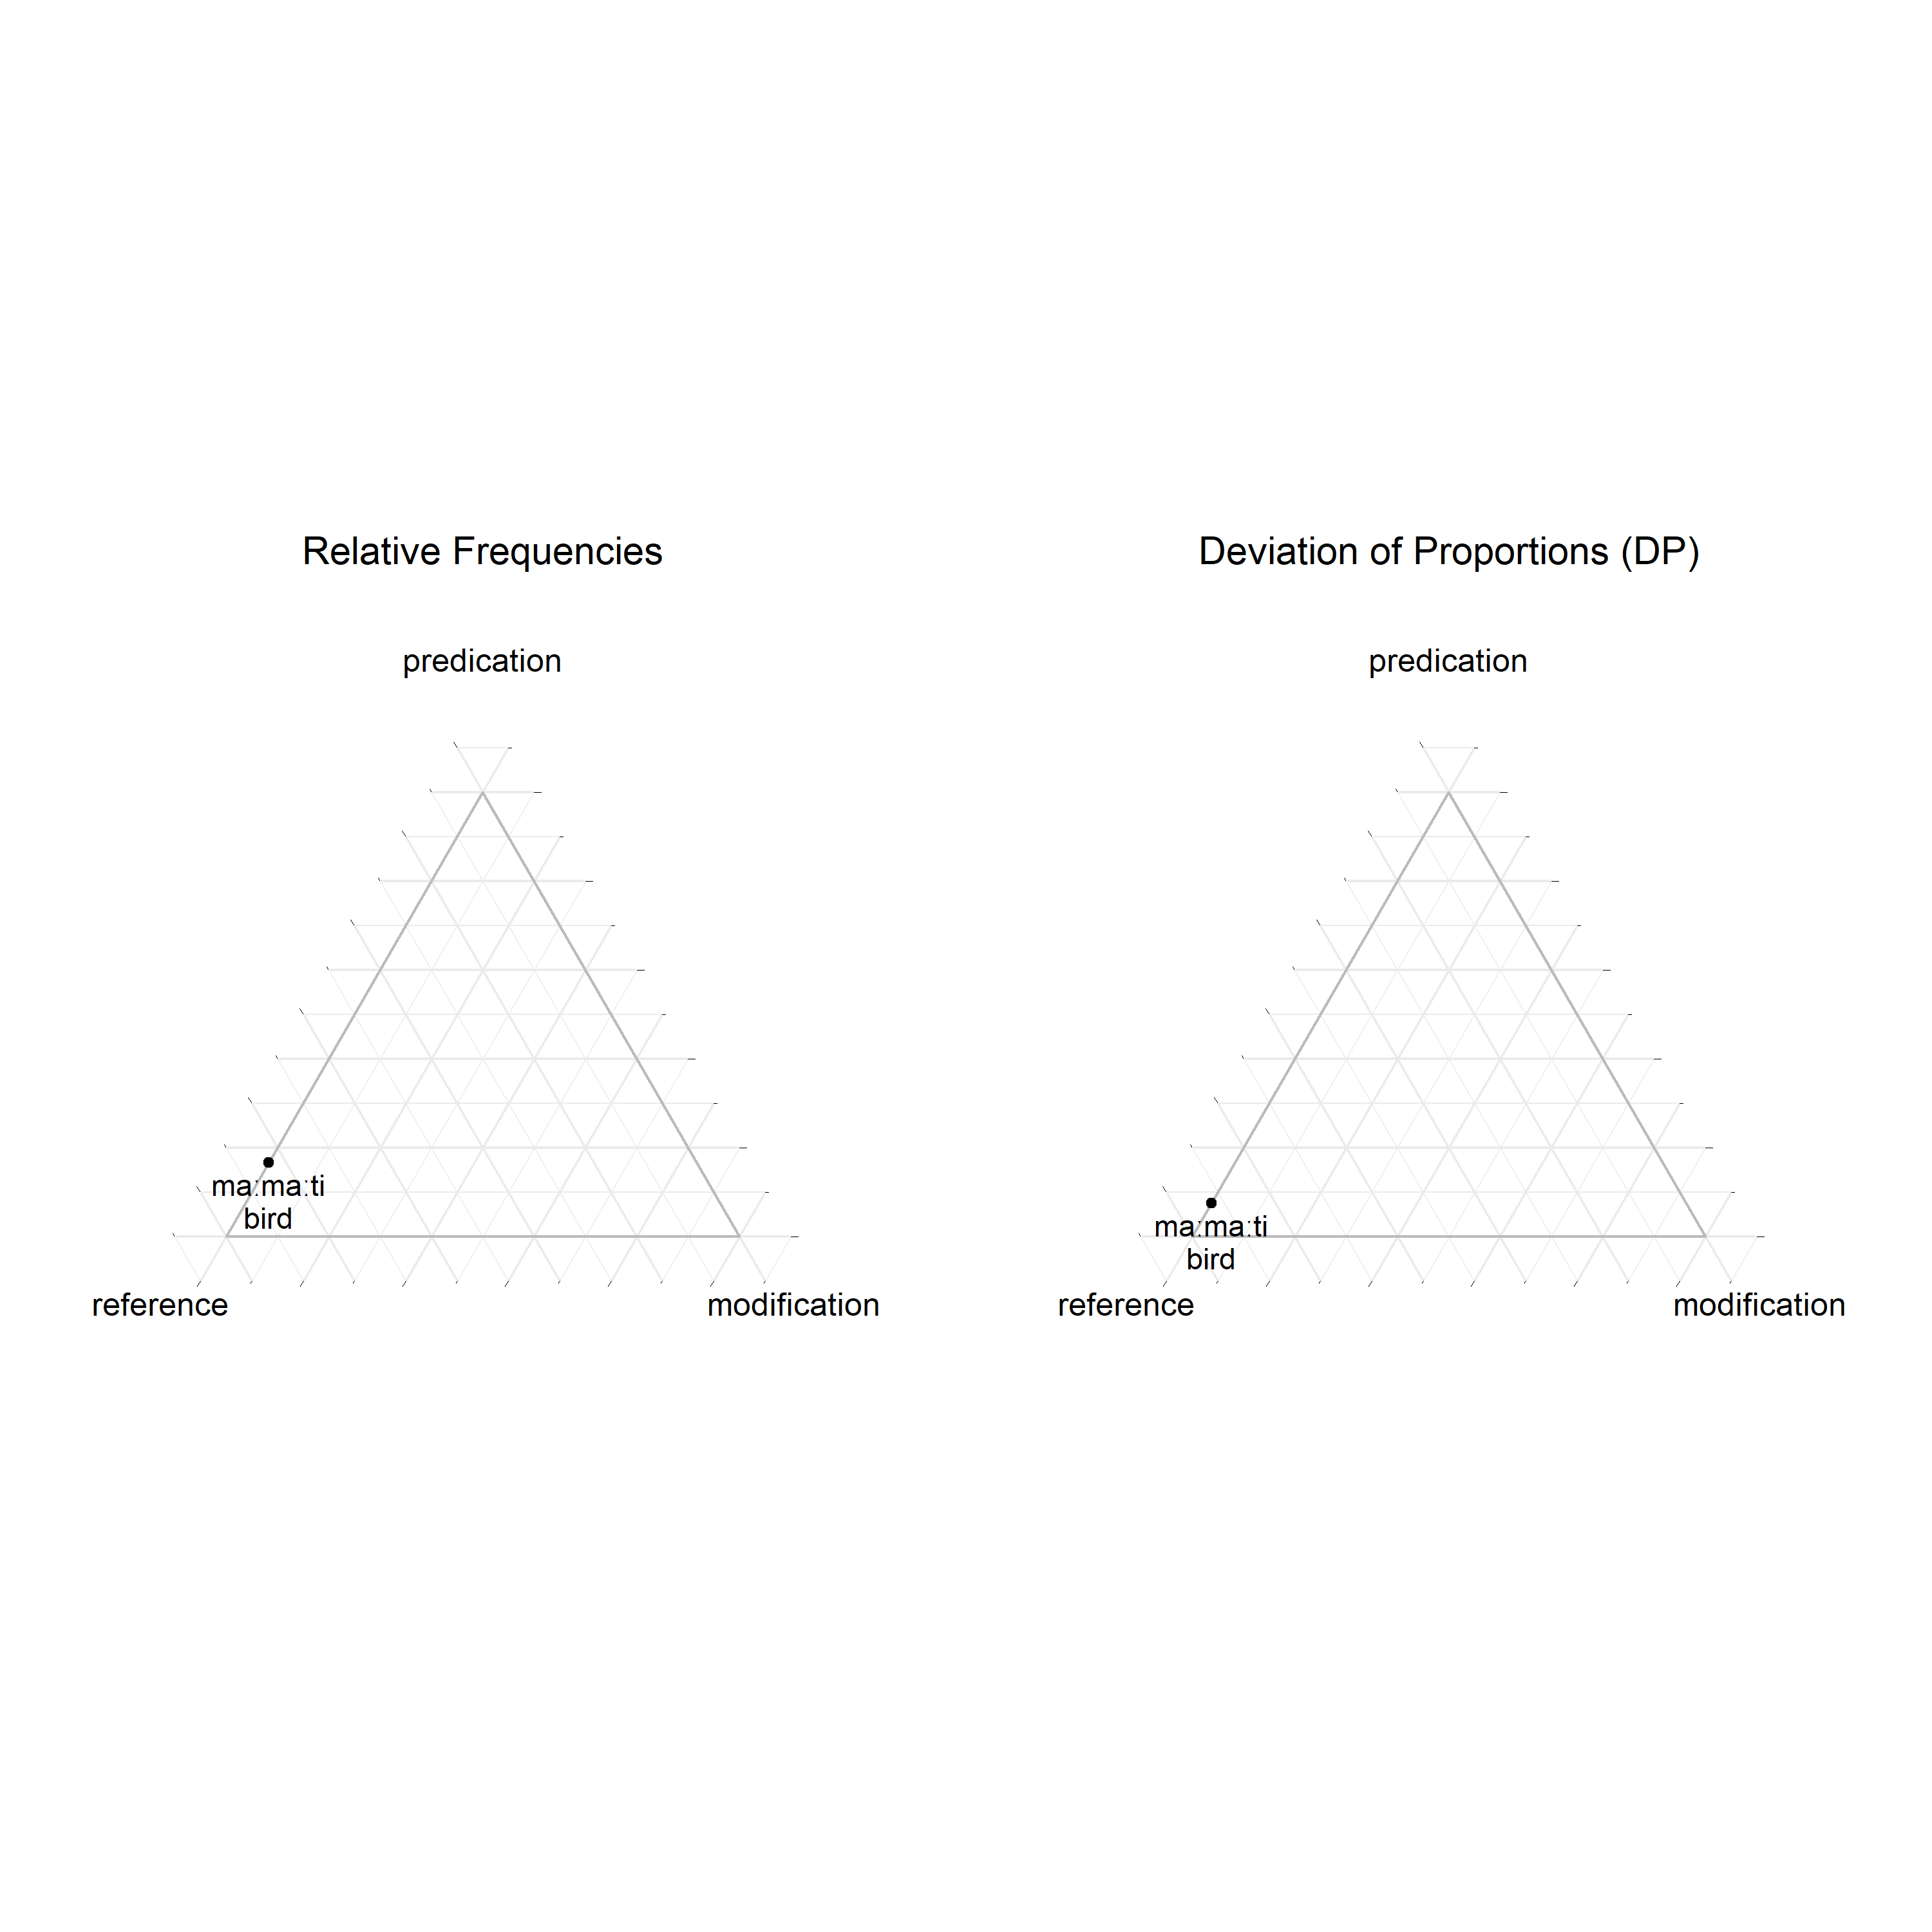 Relative Frequencies
predication
ma:ma:ti
bird
reference
modification
Deviation of Proportions (DP)
predication
ma:ma:ti
bird
reference
modification